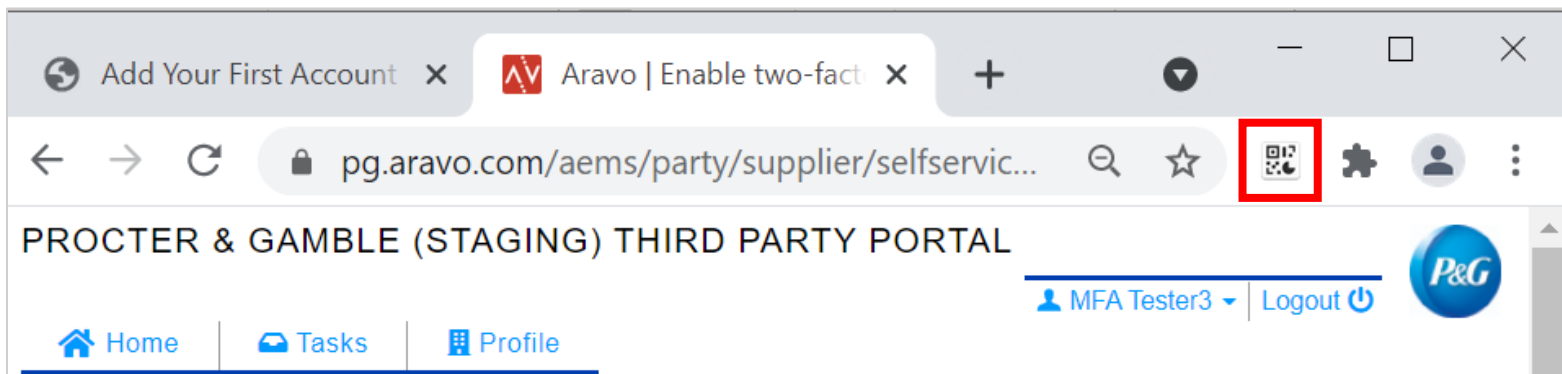 Add Your First Account
Aravo | Enable two-fact
pg.aravo.com/aems/party/supplier/selfservic...
PROCTER & GAMBLE (STAGING) THIRD PARTY PORTAL
P&G
MFA Tester3
Logout
Home
Tasks
Profile